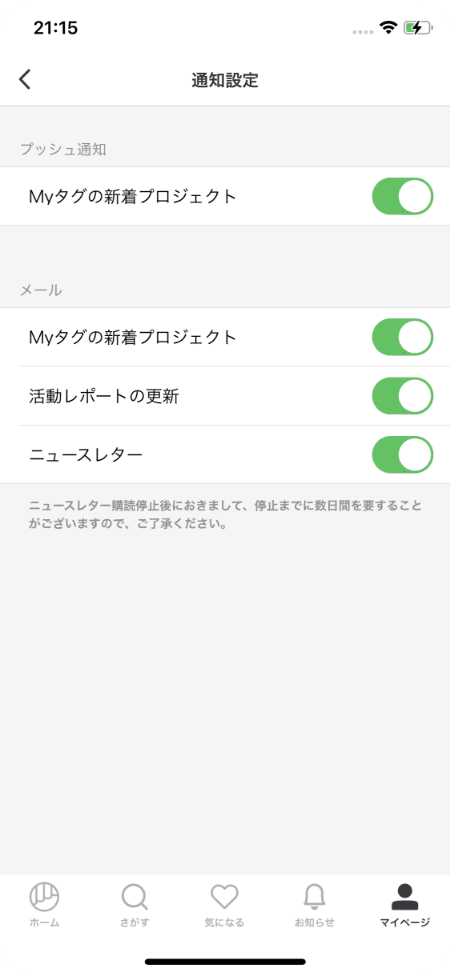 21:15
通知設定
プッシュ通知
Myタグの新着プロジェクト
メール
Myタグの新着プロジェクト
活動レポートの更新
ニュースレター
ニュースレター購読停止後におきまして、停止までに数日間を要すること
がございますので、ご了承ください。
ホーム
さがす
気になる
お知らせ
マイページ